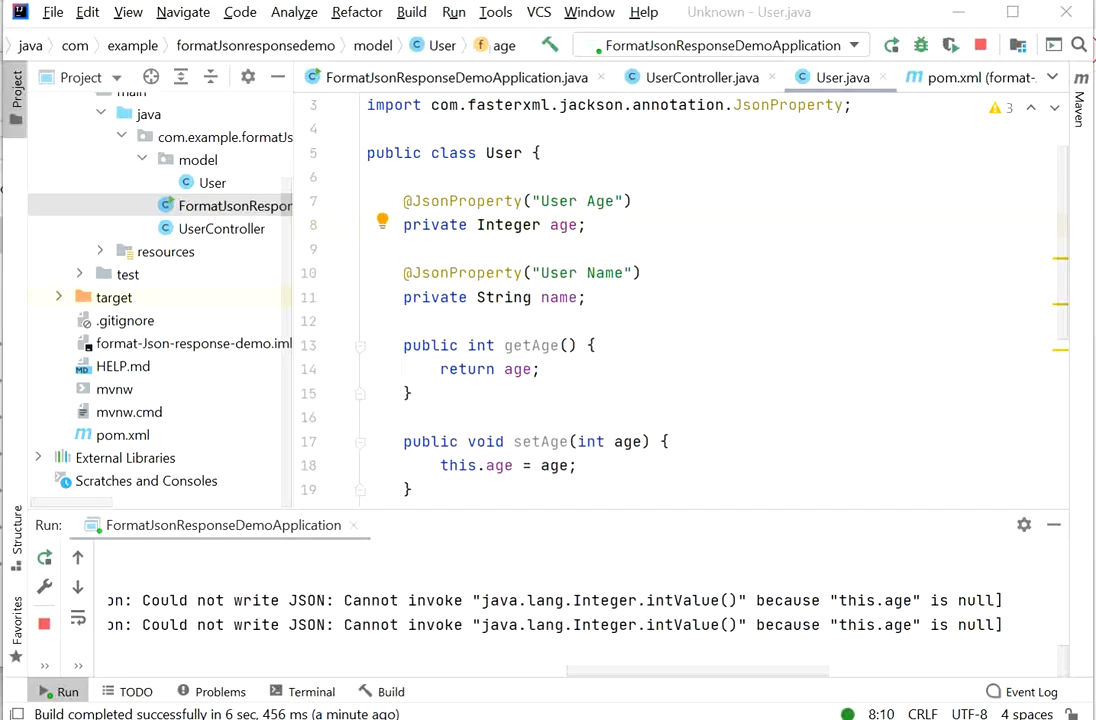 File Edit View Navigate Code Analyze Refactor Build Run Tools VCS Window Help Unknown - User.java
java com example formatJsonresponsedemo model User age FormatJsonResponseDemoApplication
Project FormatJsonResponseDemoApplication.java UserController.java User.java pom.xml (format-
main
java
com.example.formatJs
model
User
FormatJsonRespor
UserController
resources
test
target
.gitignore
format-Json-response-demo.iml
HELP.md
mvnw
mvnw.cmd
pom.xml
External Libraries
Scratches and Consoles
3 import com.fasterxml.jackson.annotation.JsonProperty;
4
5 public class User {
6
7 @JsonProperty("User Age")
8 private Integer age;
9
10 @JsonProperty("User Name")
11 private String name;
12
13 public int getAge() {
14 return age;
15 }
16
17 public void setAge(int age) {
18 this.age = age;
19 }
3
Project
Structure
Favorites
Maven
Run: FormatJsonResponseDemoApplication
on: Could not write JSON: Cannot invoke "java.lang.Integer.intValue()" because "this.age" is null]
on: Could not write JSON: Cannot invoke "java.lang.Integer.intValue()" because "this.age" is null]
Run TODO Problems Terminal Build Event Log
Build completed successfully in 6 sec, 456 ms (a minute ago) 8:10 CRLF UTF-8 4 spaces